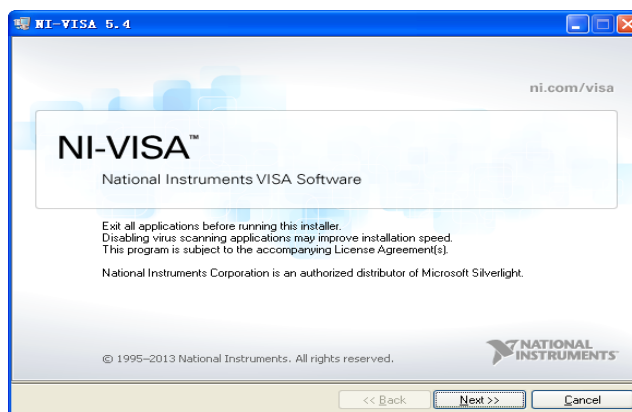 NI-VISA 5.4
ni.com/visa
NI-VISA™
National Instruments VISA Software
Exit all applications before running this installer.
Disabling virus scanning applications may improve installation speed.
This program is subject to the accompanying License Agreement(s).
National Instruments Corporation is an authorized distributor of Microsoft Silverlight.
© 1995–2013 National Instruments. All rights reserved.
NATIONAL
INSTRUMENTS™
<< Back Next >> Cancel